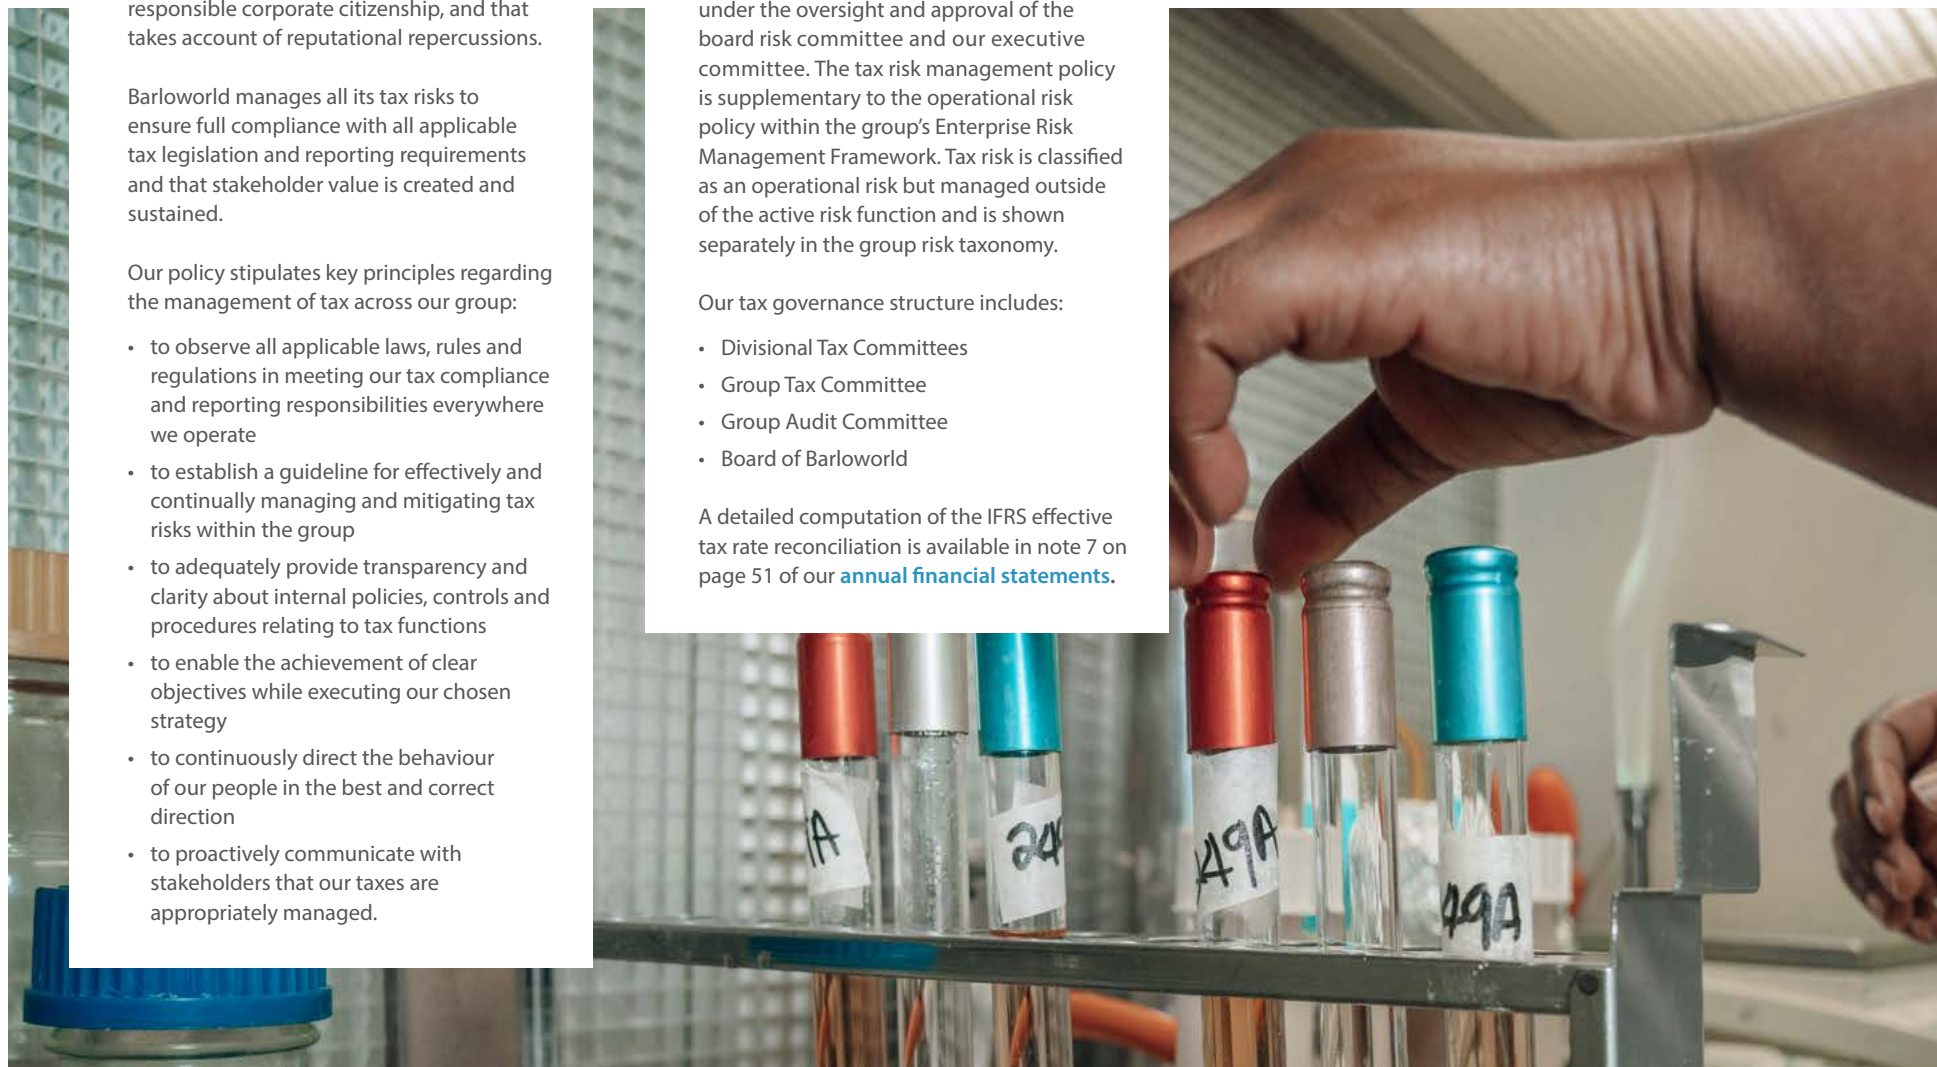 responsible corporate citizenship, and that
takes account of reputational repercussions.
Barloworld manages all its tax risks to
ensure full compliance with all applicable
tax legislation and reporting requirements
and that stakeholder value is created and
sustained.
Our policy stipulates key principles regarding
the management of tax across our group:
• to observe all applicable laws, rules and
regulations in meeting our tax compliance
and reporting responsibilities everywhere
we operate
• to establish a guideline for effectively and
continually managing and mitigating tax
risks within the group
• to adequately provide transparency and
clarity about internal policies, controls and
procedures relating to tax functions
• to enable the achievement of clear
objectives while executing our chosen
strategy
• to continuously direct the behaviour
of our people in the best and correct
direction
• to proactively communicate with
stakeholders that our taxes are
appropriately managed.
under the oversight and approval of the
board risk committee and our executive
committee. The tax risk management policy
is supplementary to the operational risk
policy within the group's Enterprise Risk
Management Framework. Tax risk is classified
as an operational risk but managed outside
of the active risk function and is shown
separately in the group risk taxonomy.
Our tax governance structure includes:
• Divisional Tax Committees
• Group Tax Committee
• Group Audit Committee
• Board of Barloworld
A detailed computation of the IFRS effective
tax rate reconciliation is available in note 7 on
page 51 of our annual financial statements.
249A
49A